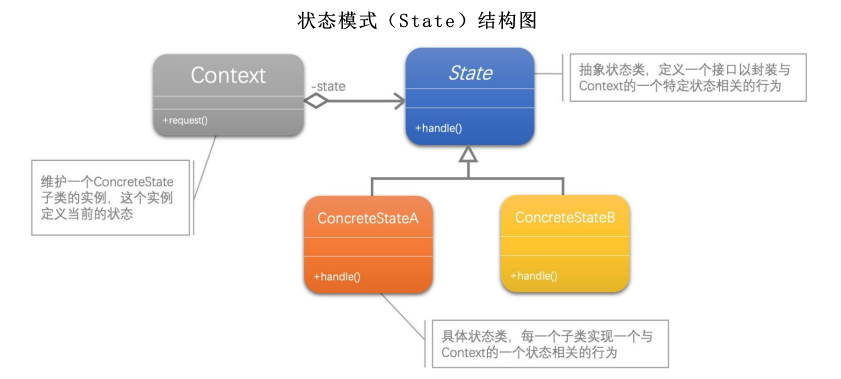 状态模式（State）结构图
Context
+request()
-state
State
+handle()
抽象状态类，定义一个接口以封装与
Context的一个特定状态相关的行为
维护一个ConcreteState
子类的实例，这个实例
定义当前的状态
ConcreteStateA
+handle()
ConcreteStateB
+handle()
具体状态类，每一个子类实现一个与
Context的一个状态相关的行为